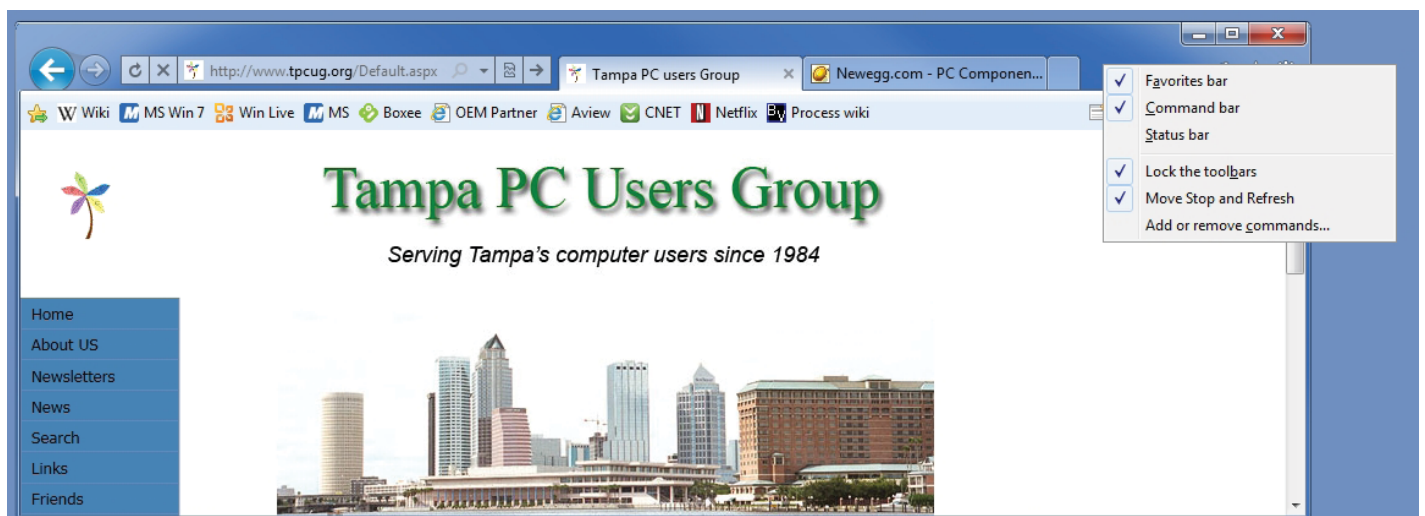 http://www.tpcug.org/Default.aspx
Tampa PC users Group
Newegg.com - PC Componen...
Wiki MS Win 7 Win Live MS Boxee OEM Partner Aview CNET Netflix Process wiki
Favorites bar
Command bar
Status bar
Lock the toolbars
Move Stop and Refresh
Add or remove commands...
Tampa PC Users Group
Serving Tampa's computer users since 1984
Home
About US
Newsletters
News
Search
Links
Friends